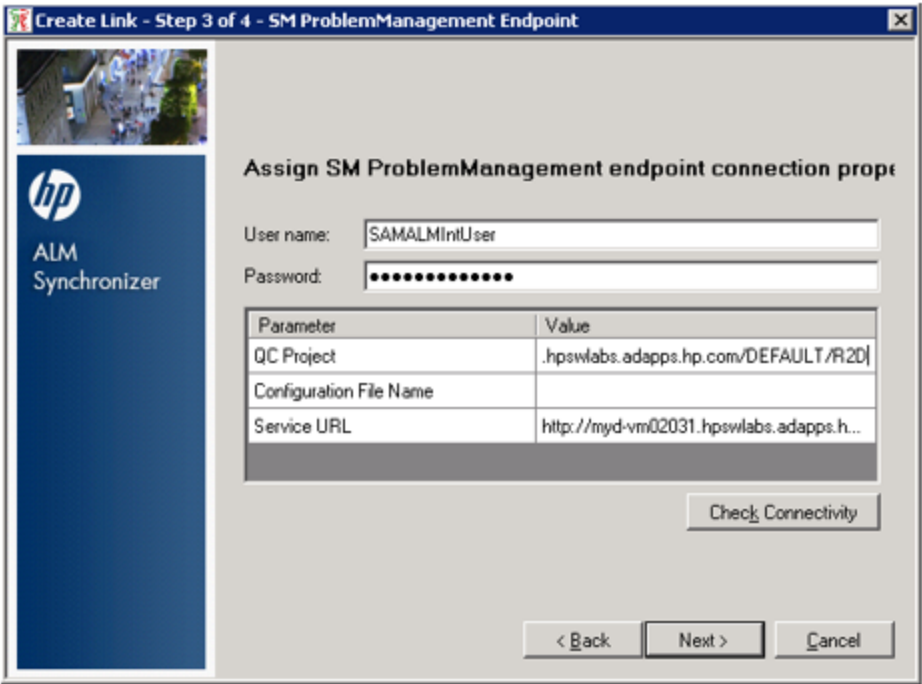 Create Link - Step 3 of 4 - SM ProblemManagement Endpoint
Assign SM ProblemManagement endpoint connection prope
hp
ALM
Synchronizer
User name: SAMALMIntUser
Password: •••••••••••••
Parameter Value
QC Project .hpswlabs.adapps.hp.com/DEFAULT/R2D
Configuration File Name
Service URL http://myd-vm02031.hpswlabs.adapps.h...
Check Connectivity
< Back Next > Cancel